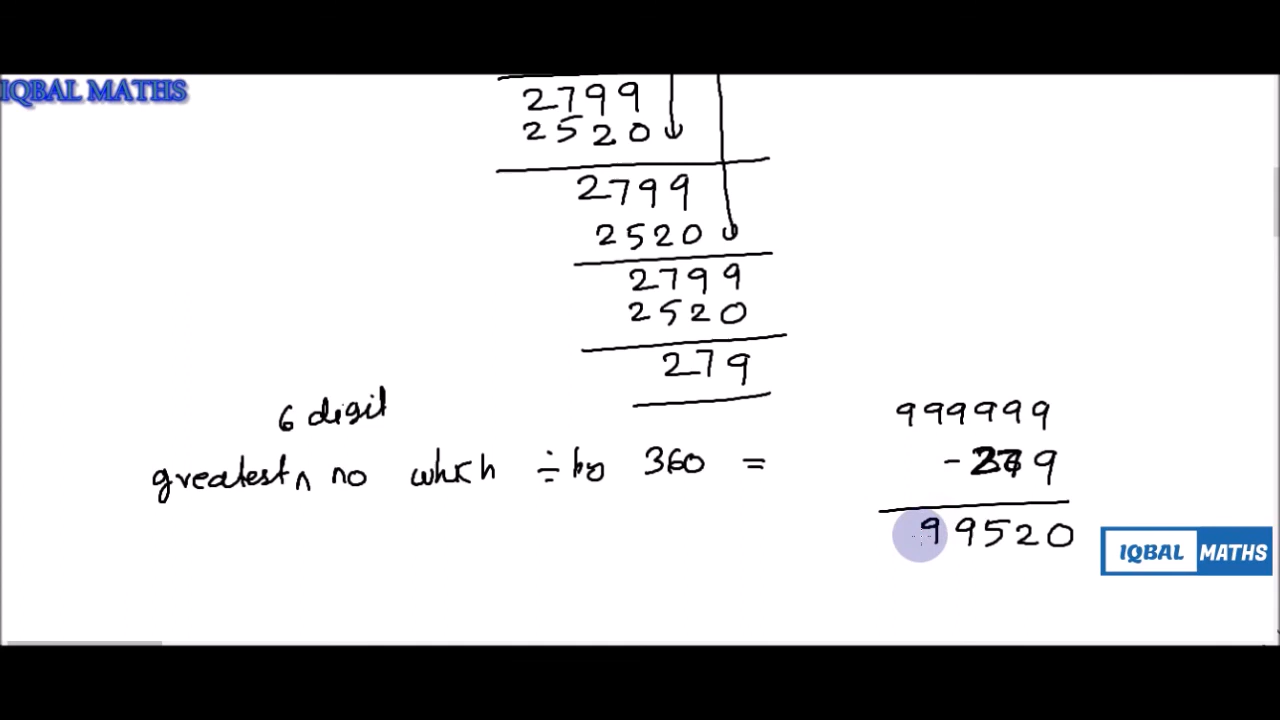 IQBAL MATHS
2799
2520
2799
2520
2799
2520
279
6 digit
greatest ^ no which ÷ by 360 =
999999
- 279
99520
IQBAL MATHS